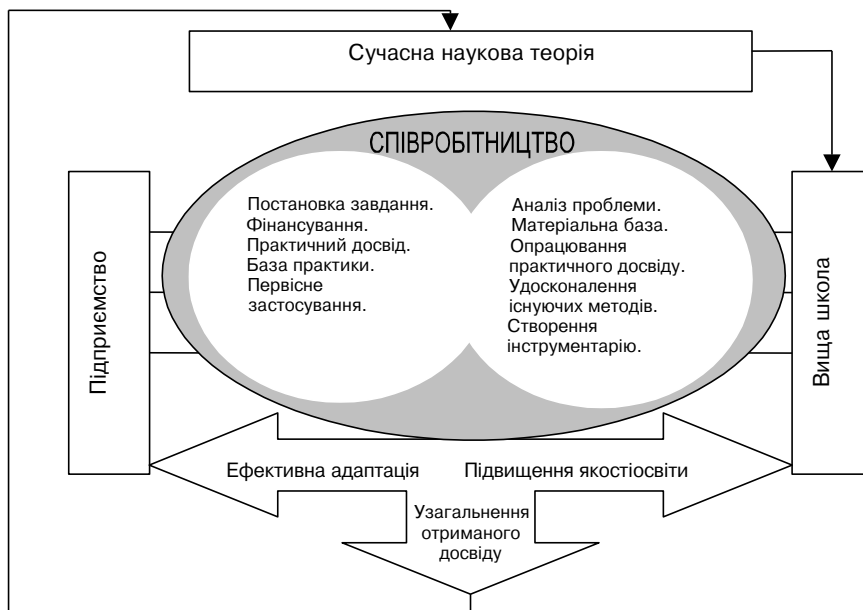 Сучасна наукова теорія
СПІВРОБІТНИЦТВО
Підприємство
Постановка завдання.
Фінансування.
Практичний досвід.
База практики.
Первісне
застосування.
Аналіз проблеми.
Матеріальна база.
Опрацювання
практичного досвіду.
Удосконалення
існуючих методів.
Створення
інструментарію.
Вища школа
Ефективна адаптація
Підвищення якостіосвіти
Узагальнення
отриманого
досвіду